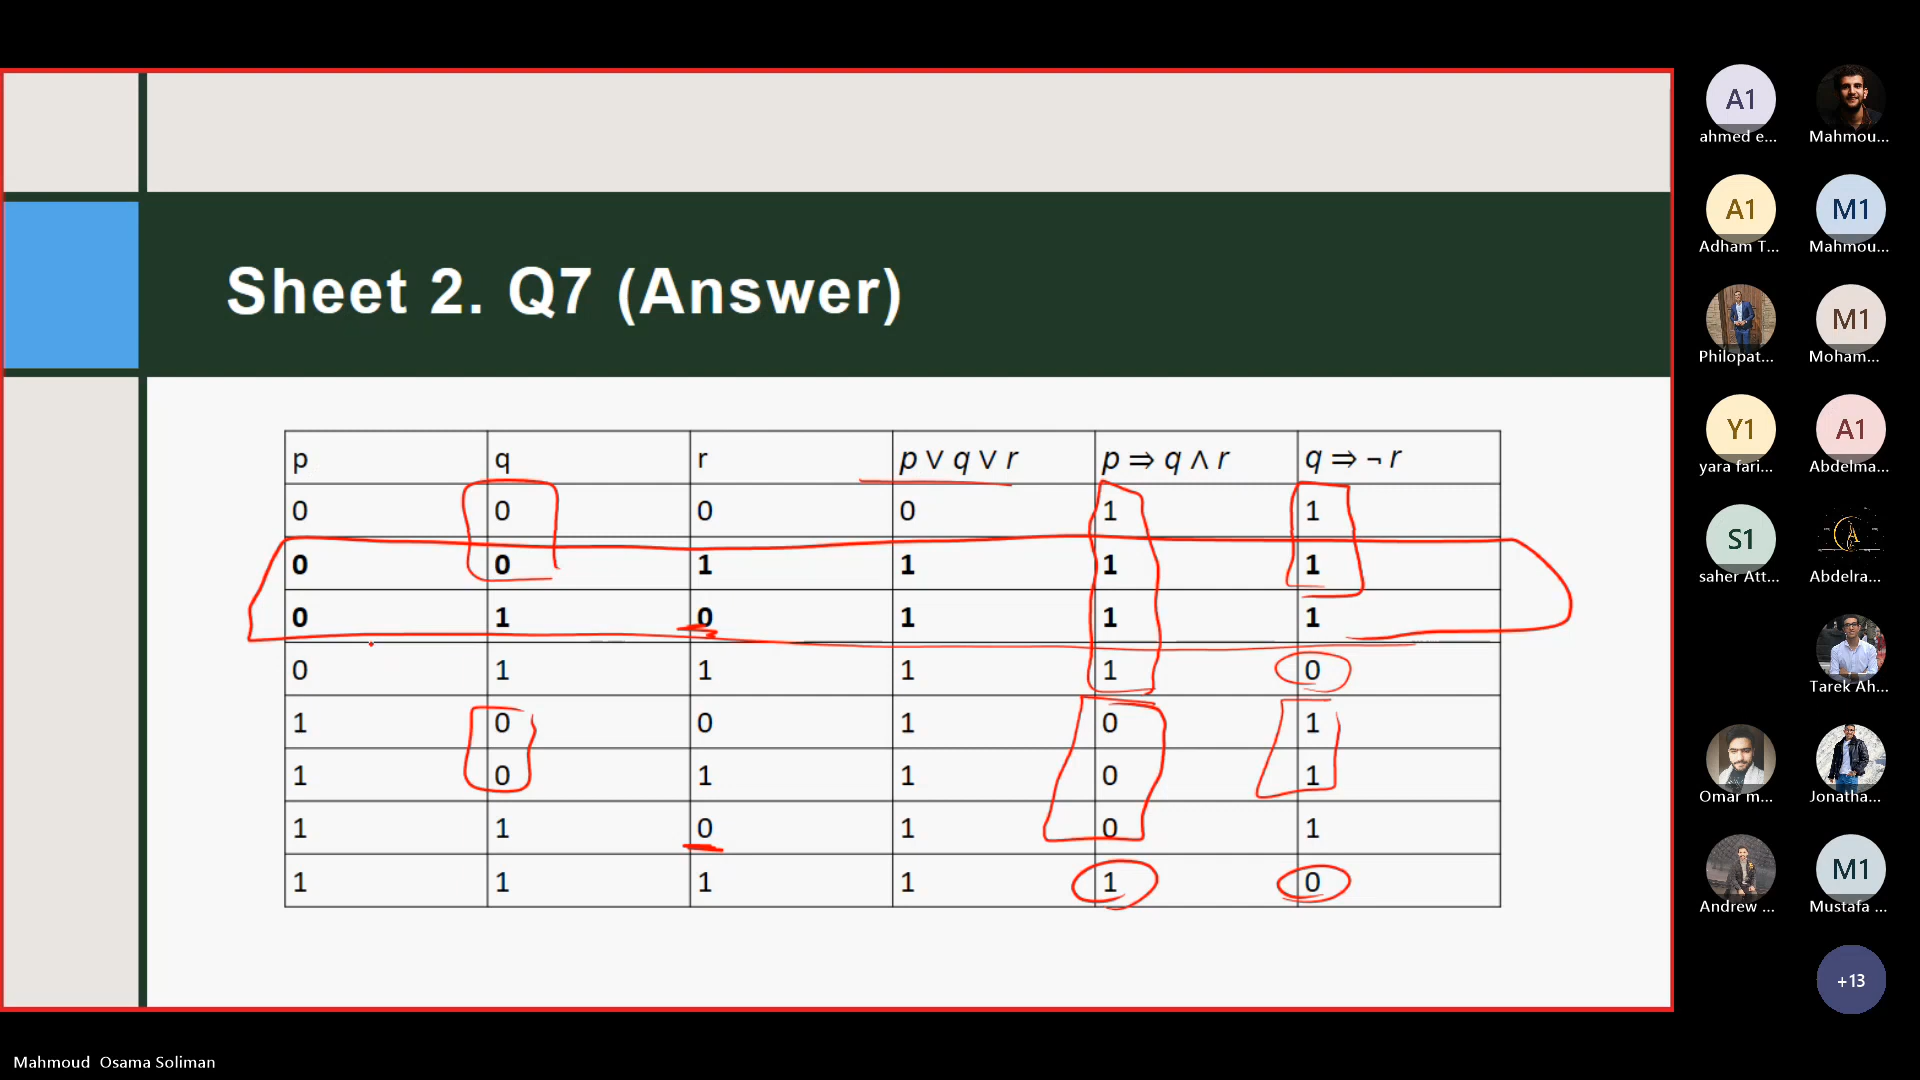 Sheet 2. Q7 (Answer)
p q r p ∨ q ∨ r p ⇒ q ∧ r q ⇒ ¬ r
0 0 0 0 1 1
0 0 1 1 1 1
0 1 0 1 1 1
0 1 1 1 1 0
1 0 0 1 0 1
1 0 1 1 0 1
1 1 0 1 0 1
1 1 1 1 1 0
A1
ahmed e... Mahmou...
A1 M1
Adham T... Mahmou...
M1
Philopat... Moham...
Y1 A1
yara fari... Abdelma...
S1 A
saher Att... Abdelra...
Tarek Ah...
Omar m... Jonatha...
M1
Andrew ... Mustafa ...
+13
Mahmoud Osama Soliman